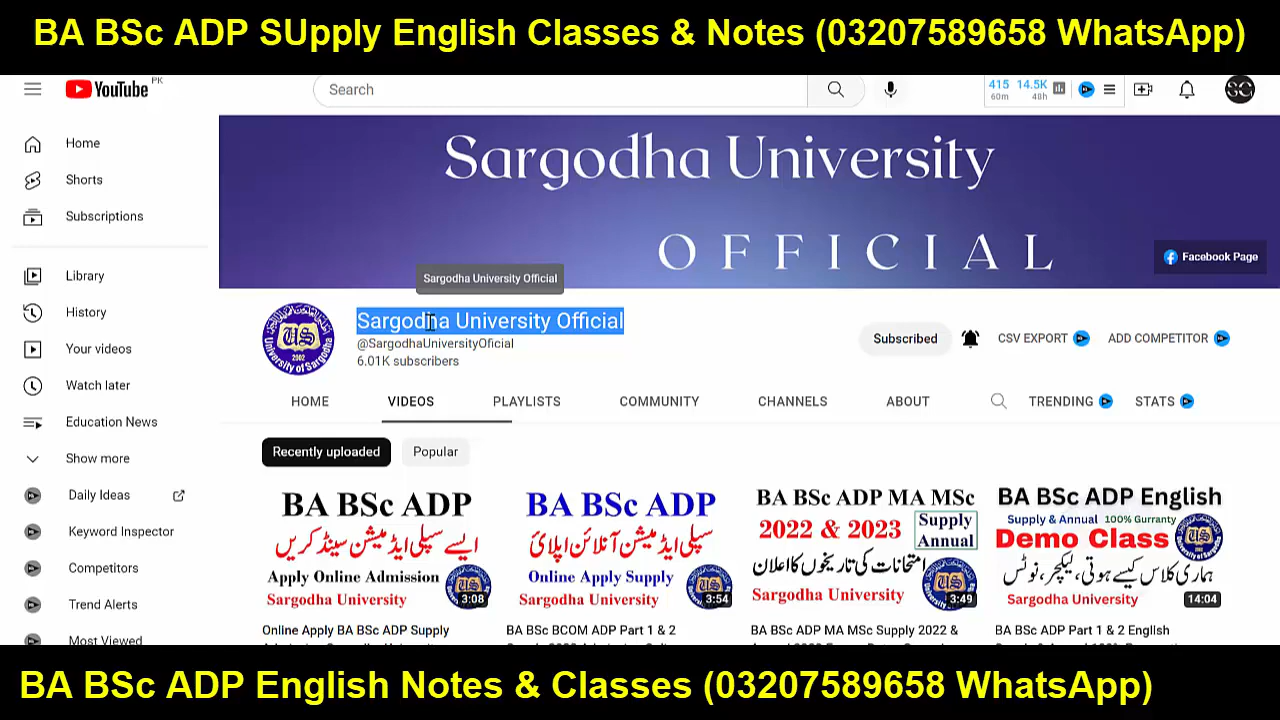 BA BSc ADP SUpply English Classes & Notes (03207589658 WhatsApp)
YouTube PK
Search
415 14.5K
60m 48h
Home
Shorts
Subscriptions
Library
History
Your videos
Watch later
Education News
Show more
Daily Ideas
Keyword Inspector
Competitors
Trend Alerts
Most Viewed
Sargodha University
OFFICIAL
Facebook Page
Sargodha University Official
University of Sargodha
US
2002
Sargodha University Official
@SargodhaUniversityOficial
6.01K subscribers
Subscribed
CSV EXPORT
ADD COMPETITOR
HOME VIDEOS PLAYLISTS COMMUNITY CHANNELS ABOUT TRENDING STATS
Recently uploaded Popular
BA BSc ADP
ایسے سپلی ایڈمیشن سینڈ کریں
Apply Online Admission
Sargodha University
3:08
Online Apply BA BSc ADP Supply
BA BSc ADP
سپلی ایڈمیشن آنلائن اپلائی
Online Apply Supply
Sargodha University
3:54
BA BSc BCOM ADP Part 1 & 2
BA BSc ADP MA MSc
2022 & 2023 Supply
Annual
امتحانات کی تاریخوں کا اعلان
Sargodha University
3:49
BA BSc ADP MA MSc Supply 2022 &
BA BSc ADP English
Supply & Annual 100% Gurranty
Demo Class
ہماری کلاس کیسے ہوتی، لیکچر، نوٹس
Sargodha University
14:04
BA BSc ADP Part 1 & 2 English
BA BSc ADP English Notes & Classes (03207589658 WhatsApp)